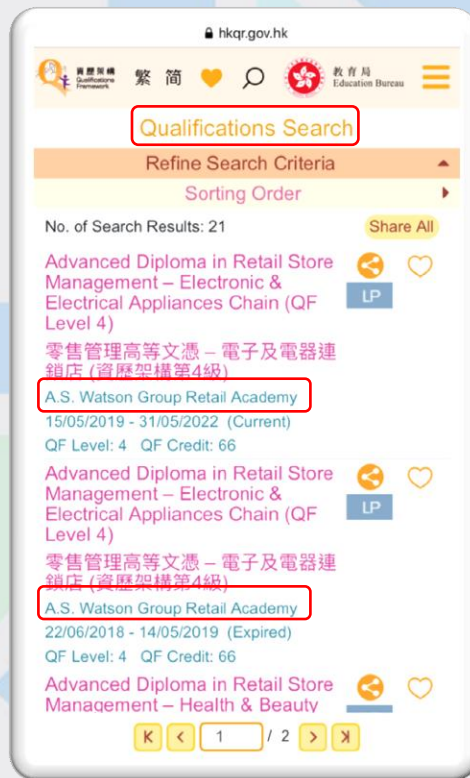 hkqr.gov.hk
資歷架構
Qualifications
Framework
繁 简
教育局
Education Bureau
Qualifications Search
Refine Search Criteria
Sorting Order
No. of Search Results: 21
Share All
Advanced Diploma in Retail Store
Management – Electronic &
Electrical Appliances Chain (QF
Level 4)
LP
零售管理高等文憑 – 電子及電器連
鎖店 (資歷架構第4級)
A.S. Watson Group Retail Academy
15/05/2019 - 31/05/2022 (Current)
QF Level: 4 QF Credit: 66
Advanced Diploma in Retail Store
Management – Electronic &
Electrical Appliances Chain (QF
Level 4)
LP
零售管理高等文憑 – 電子及電器連
鎖店 (資歷架構第4級)
A.S. Watson Group Retail Academy
22/06/2018 - 14/05/2019 (Expired)
QF Level: 4 QF Credit: 66
Advanced Diploma in Retail Store
Management – Health & Beauty
1 / 2